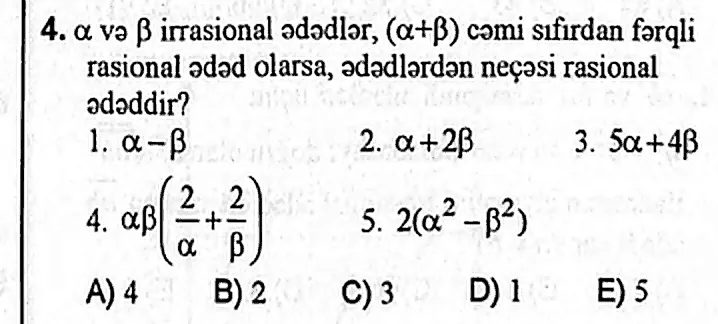 4. α və β irrasional ədədlər, (α+β) cəmi sıfırdan fərqli
rasional ədəd olarsa, ədədlərdən neçəsi rasional
ədəddir?
1. α−β 2. α+2β 3. 5α+4β
4. αβ(2/α + 2/β) 5. 2(α² −β²)
A) 4 B) 2 C) 3 D) 1 E) 5